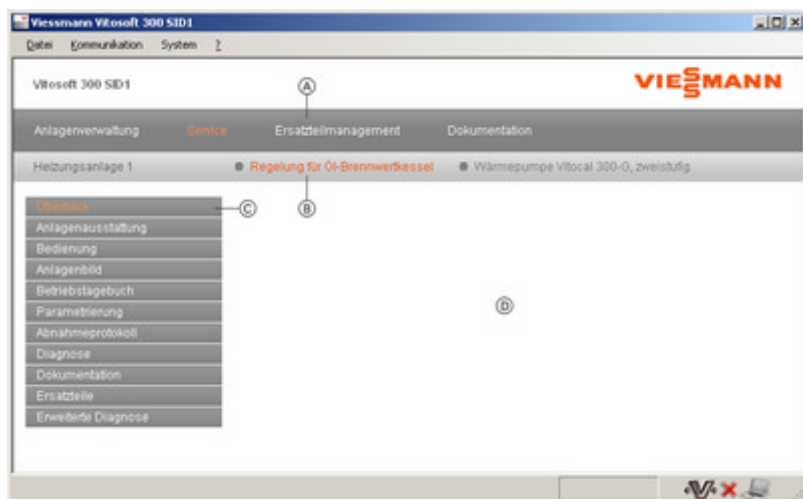 Viessmann Vitosoft 300 SID1
Datei Kommunikation System ?
Vitosoft 300 SID1 VIESSMANN
A
Anlagenverwaltung Service Ersatzteilmanagement Dokumentation
Heizungsanlage 1 Regelung für Öl-Brennwertkessel Wärmepumpe Vitocal 300-G, zweistufig
Überblick C B
Anlagenausstattung
Bedienung
Anlagenbild
Betriebstagebuch
Parametrierung D
Abnahmeprotokoll
Diagnose
Dokumentation
Ersatzteile
Erweiterte Diagnose